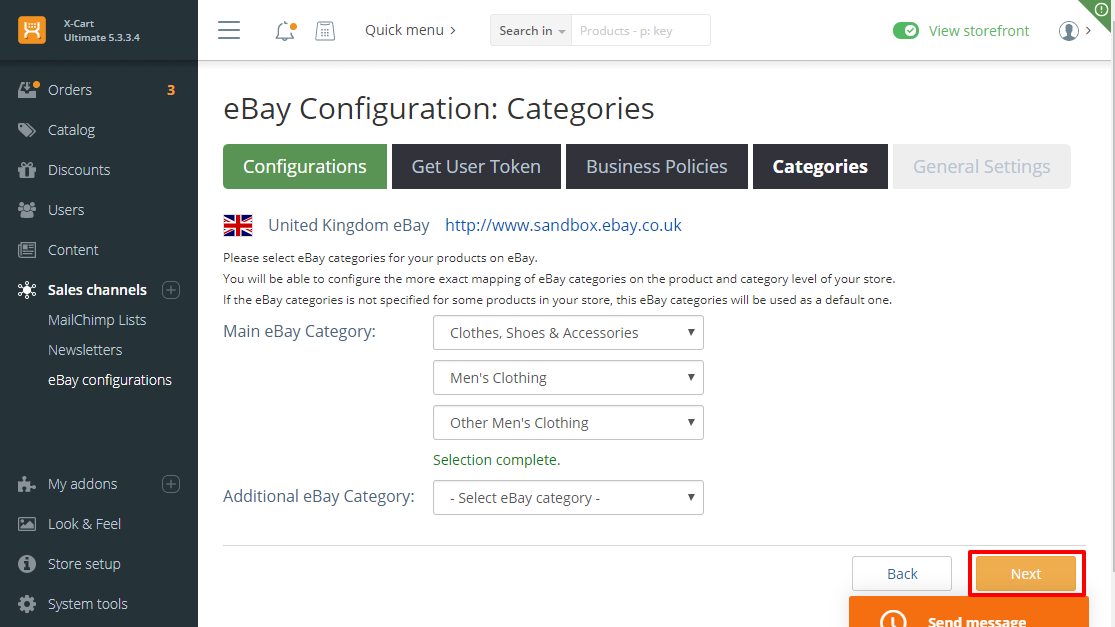 X-Cart
Ultimate 5.3.3.4
Quick menu
Search in
Products - p: key
View storefront
Orders 3
Catalog
Discounts
Users
Content
Sales channels
MailChimp Lists
Newsletters
eBay configurations
My addons
Look & Feel
Store setup
System tools
eBay Configuration: Categories
Configurations Get User Token Business Policies Categories General Settings
United Kingdom eBay http://www.sandbox.ebay.co.uk
Please select eBay categories for your products on eBay.
You will be able to configure the more exact mapping of eBay categories on the product and category level of your store.
If the eBay categories is not specified for some products in your store, this eBay categories will be used as a default one.
Main eBay Category: Clothes, Shoes & Accessories
Men's Clothing
Other Men's Clothing
Selection complete.
Additional eBay Category: - Select eBay category -
Back Next
Send message